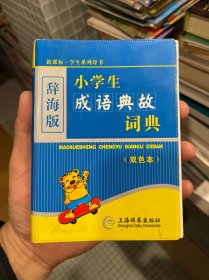 新课标·学生系列用书
辞海版
小学生
成语典故
词典
XIAOXUESHENG CHENGYU DIANGU CIDIAN
（双色本）
上海辞书出版社
Shanghai Cishu Chubanshe